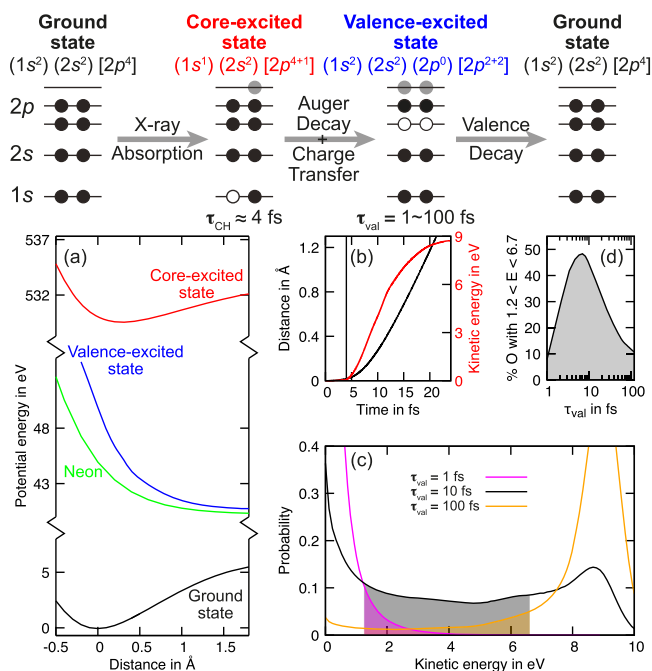 Ground state
Core-excited state
Valence-excited state
Ground state
(1s²) (2s²) [2p⁴]
(1s¹) (2s²) [2p⁴⁺¹]
(1s²) (2s²) (2p⁰) [2p²⁺²]
(1s²) (2s²) [2p⁴]
2p
2s
1s
X-ray
Absorption
Auger
Decay
+
Charge
Transfer
Valence
Decay
τCH ≈ 4 fs
τval = 1~100 fs
(a)
537
532
48
43
5
0
Potential energy in eV
Core-excited
state
Valence-excited
state
Neon
Ground
state
-0.5 0 0.5 1 1.5
Distance in Å
(b)
1.2
0.8
0.4
0.0
Distance in Å
9
6
3
0
Kinetic energy in eV
0 5 10 15 20
Time in fs
(d)
50
40
30
20
10
0
% O with 1.2 < E < 6.7
1 10 100
τval in fs
(c)
0.4
0.3
0.2
0.1
0
Probability
τval = 1 fs
τval = 10 fs
τval = 100 fs
0 2 4 6 8 10
Kinetic energy in eV